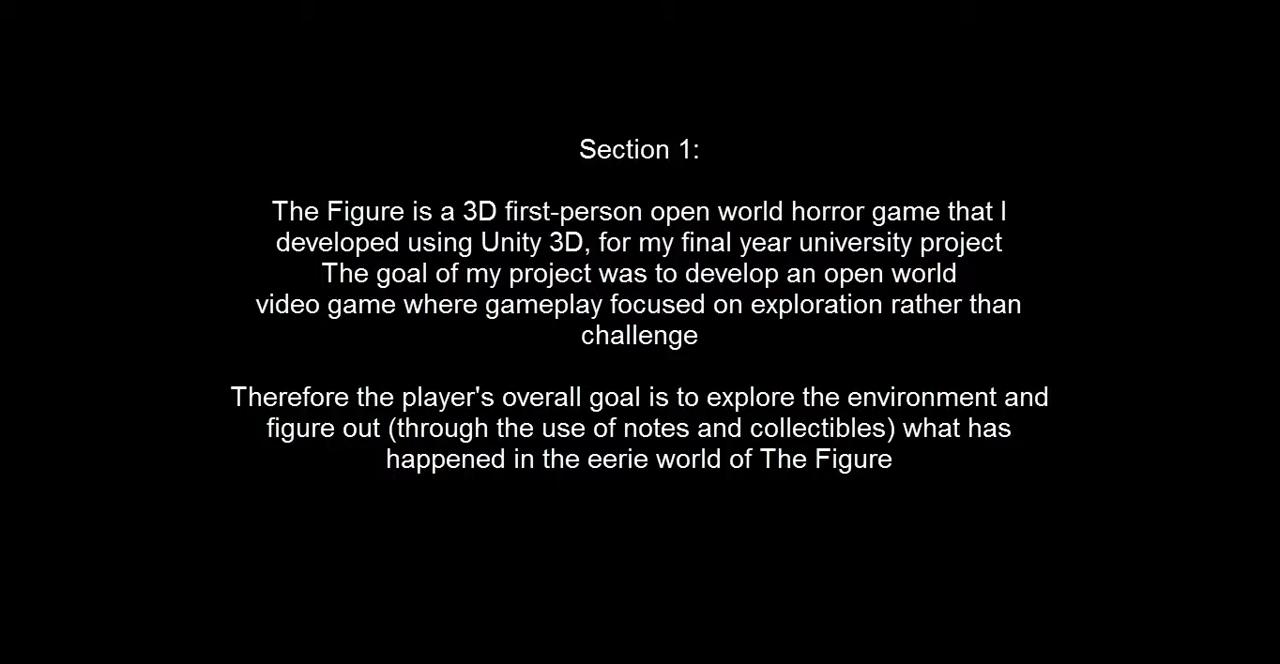 Section 1:
The Figure is a 3D first-person open world horror game that I
developed using Unity 3D, for my final year university project
The goal of my project was to develop an open world
video game where gameplay focused on exploration rather than
challenge
Therefore the player's overall goal is to explore the environment and
figure out (through the use of notes and collectibles) what has
happened in the eerie world of The Figure